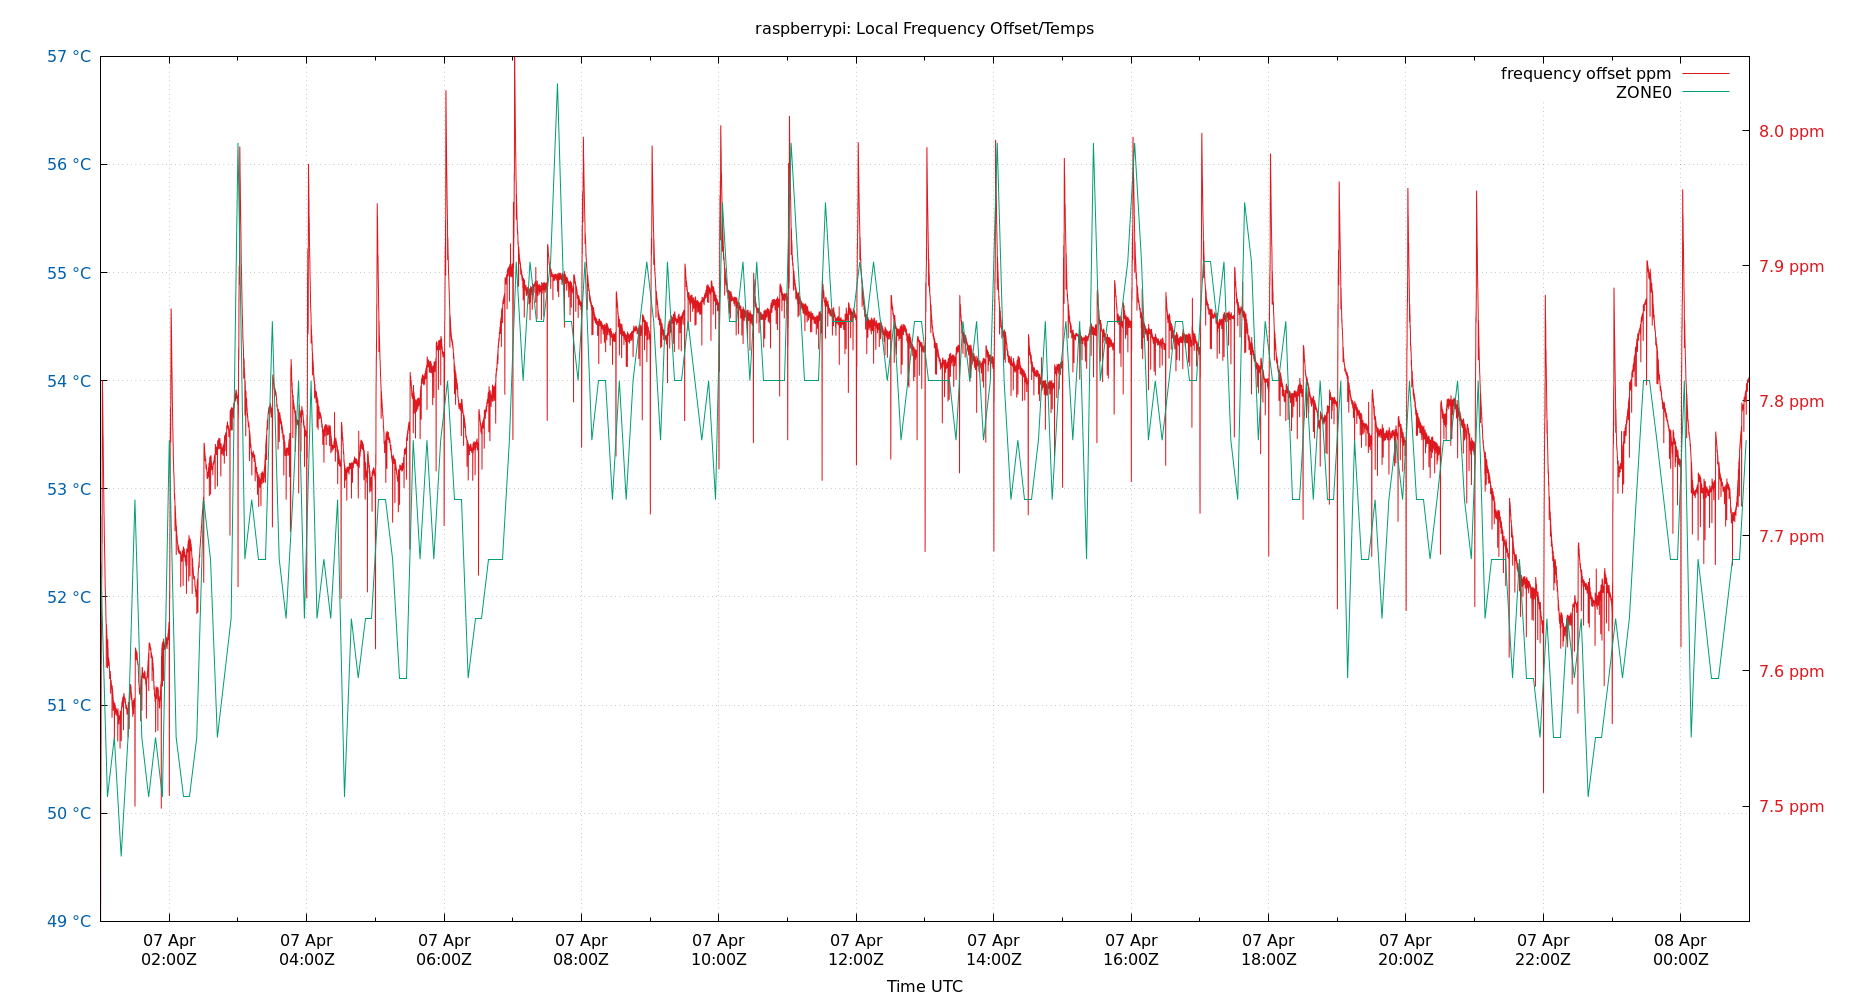 raspberrypi: Local Frequency Offset/Temps
57 °C
56 °C
55 °C
54 °C
53 °C
52 °C
51 °C
50 °C
49 °C
frequency offset ppm
ZONE0
8.0 ppm
7.9 ppm
7.8 ppm
7.7 ppm
7.6 ppm
7.5 ppm
07 Apr 07 Apr 07 Apr 07 Apr 07 Apr 07 Apr 07 Apr 07 Apr 07 Apr 07 Apr 07 Apr 08 Apr
02:00Z 04:00Z 06:00Z 08:00Z 10:00Z 12:00Z 14:00Z 16:00Z 18:00Z 20:00Z 22:00Z 00:00Z
Time UTC